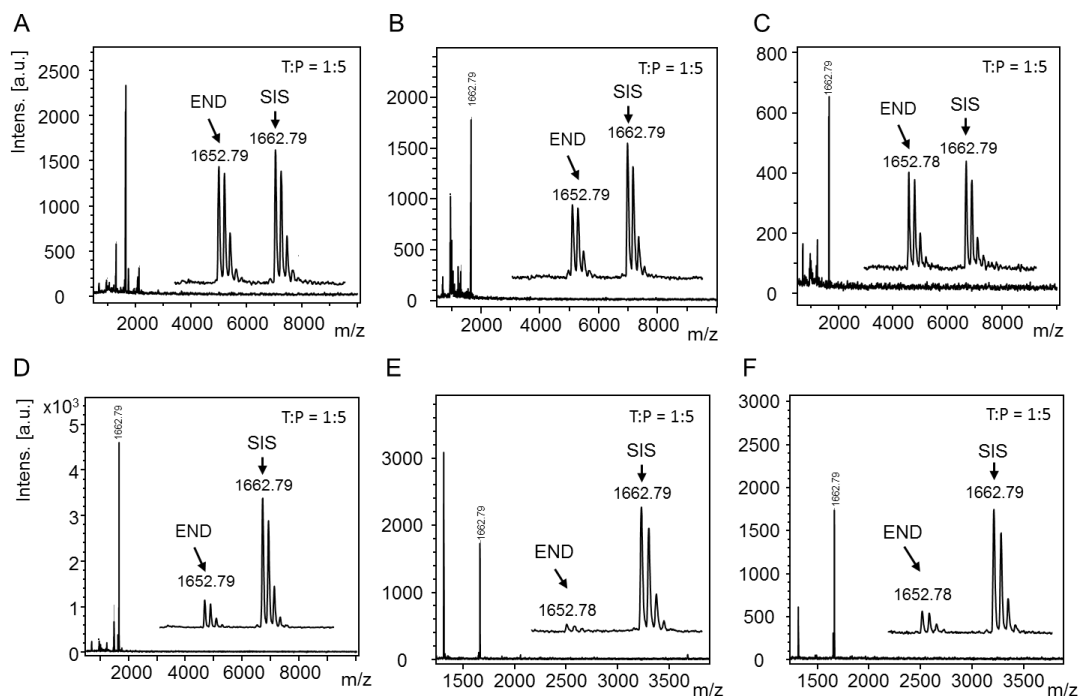 A
B
C
Intens. [a.u.]
2500
2000
1500
1000
500
0
T:P = 1:5
END
SIS
1652.79
1662.79
2000
4000
6000
8000
m/z
2000
1500
1000
500
0
1662.79
T:P = 1:5
END
SIS
1652.79
1662.79
2000
4000
6000
8000
m/z
800
600
400
200
0
1662.79
T:P = 1:5
END
SIS
1652.78
1662.79
2000
4000
6000
8000
m/z
D
E
F
Intens. [a.u.]
x10³
5
4
3
2
1
0
1662.79
T:P = 1:5
END
SIS
1652.79
1662.79
2000
4000
6000
8000
m/z
3000
2000
1000
0
1662.79
T:P = 1:5
END
SIS
1652.78
1662.79
1500
2000
2500
3000
3500
m/z
3000
2500
2000
1500
1000
500
0
1662.79
T:P = 1:5
END
SIS
1652.78
1662.79
1500
2000
2500
3000
3500
m/z